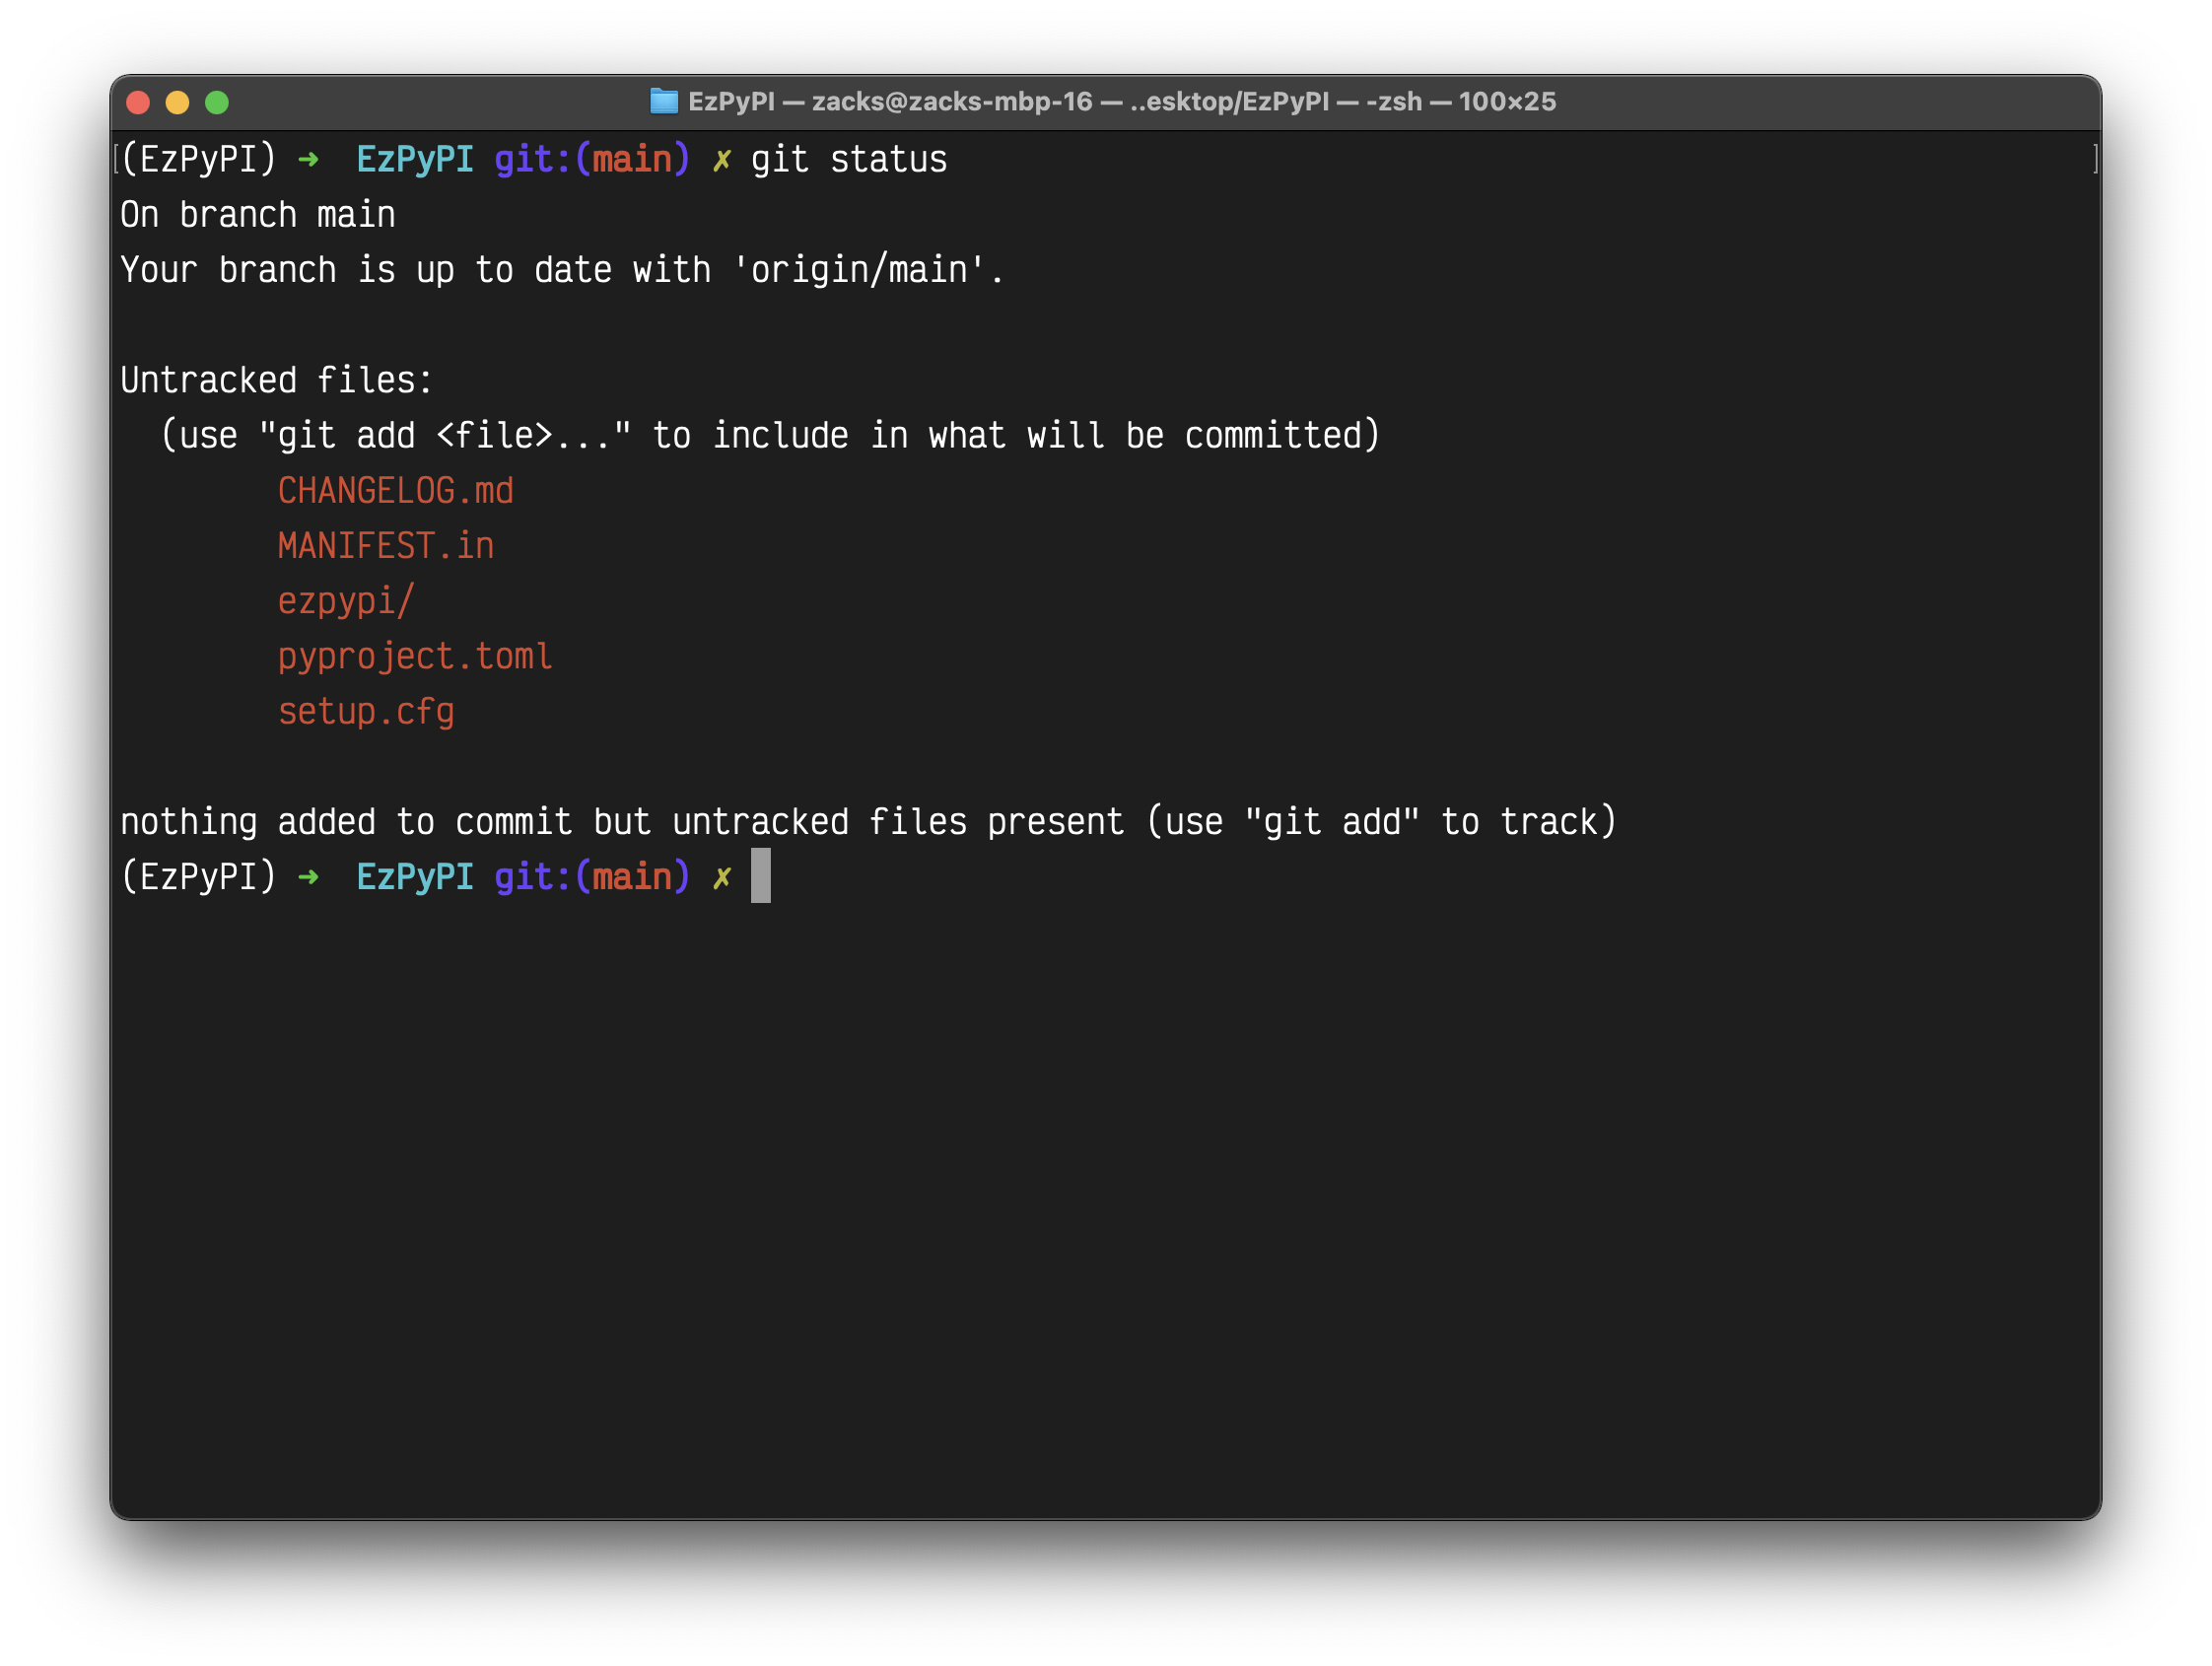 EzPyPI — zacks@zacks-mbp-16 — ..esktop/EzPyPI — -zsh — 100×25
[(EzPyPI) ➜  EzPyPI git:(main) ✗ git status ]
On branch main
Your branch is up to date with 'origin/main'.

Untracked files:
  (use "git add <file>..." to include in what will be committed)
        CHANGELOG.md
        MANIFEST.in
        ezpypi/
        pyproject.toml
        setup.cfg

nothing added to commit but untracked files present (use "git add" to track)
(EzPyPI) ➜  EzPyPI git:(main) ✗